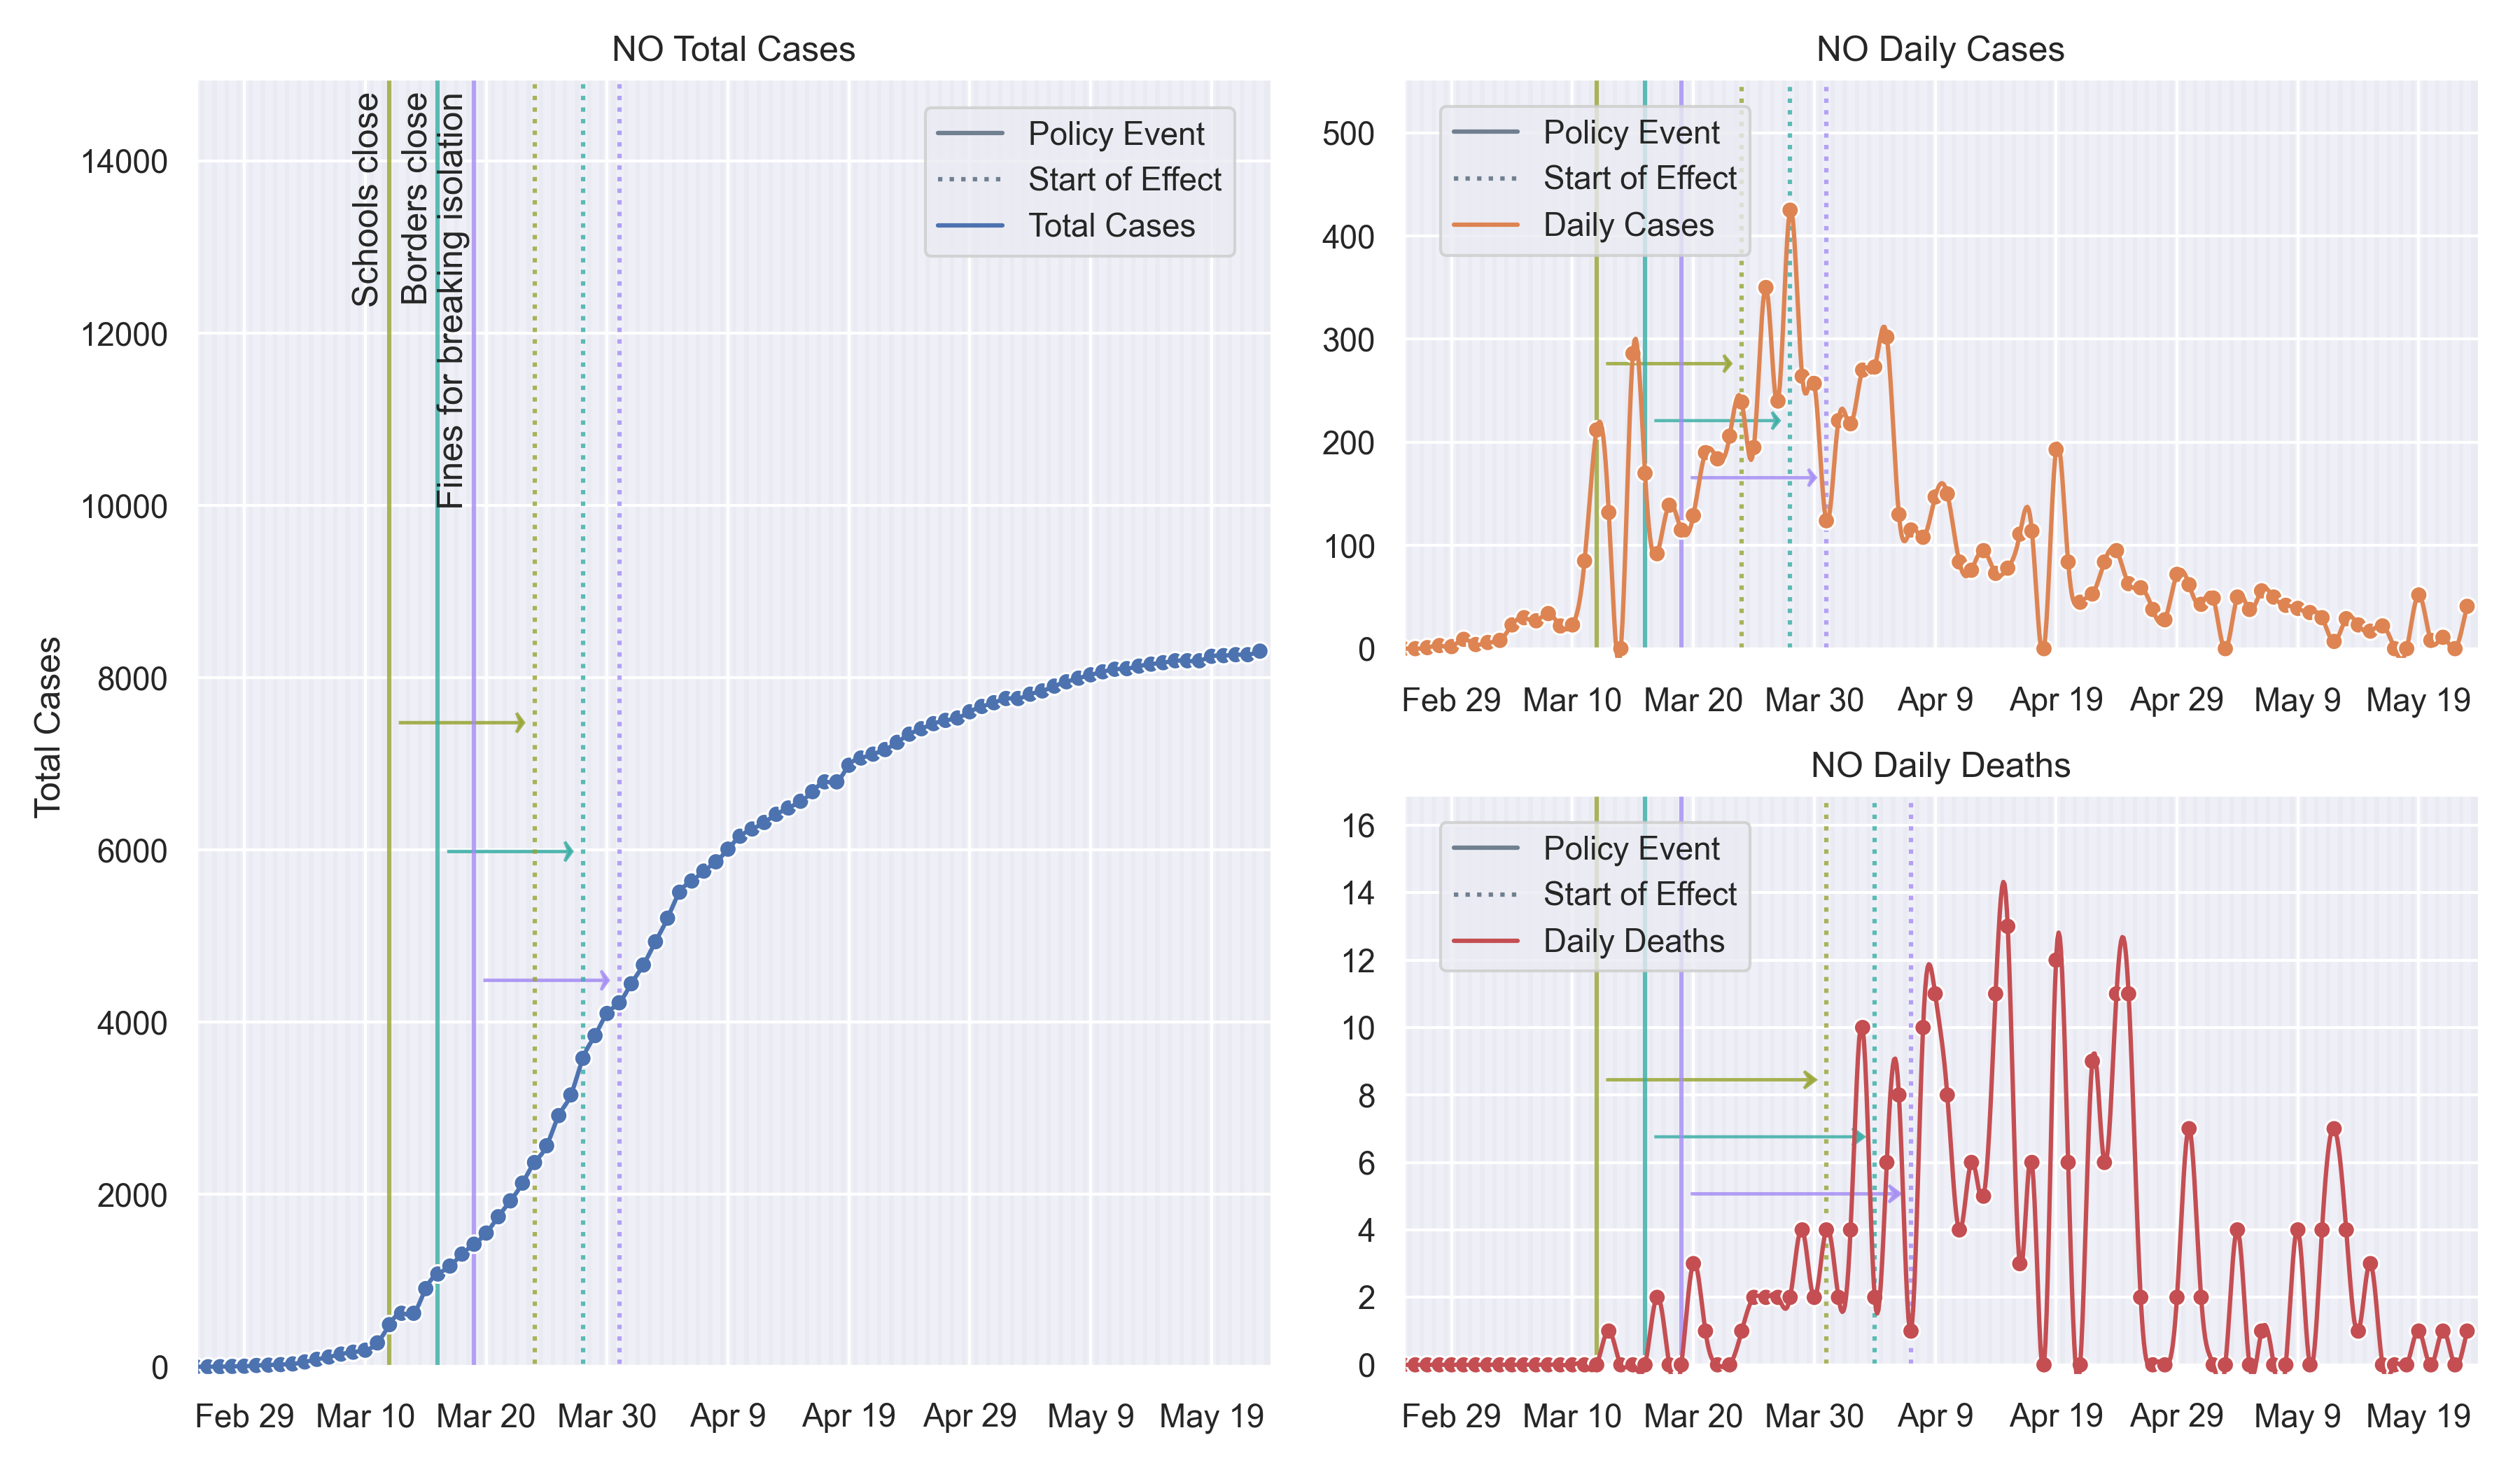 NO Total Cases
Total Cases
14000
12000
10000
8000
6000
4000
2000
0
Schools close
Borders close
Fines for breaking isolation
Policy Event
Start of Effect
Total Cases
Feb 29 Mar 10 Mar 20 Mar 30 Apr 9 Apr 19 Apr 29 May 9 May 19
NO Daily Cases
500
400
300
200
100
0
Policy Event
Start of Effect
Daily Cases
Feb 29 Mar 10 Mar 20 Mar 30 Apr 9 Apr 19 Apr 29 May 9 May 19
NO Daily Deaths
16
14
12
10
8
6
4
2
0
Policy Event
Start of Effect
Daily Deaths
Feb 29 Mar 10 Mar 20 Mar 30 Apr 9 Apr 19 Apr 29 May 9 May 19